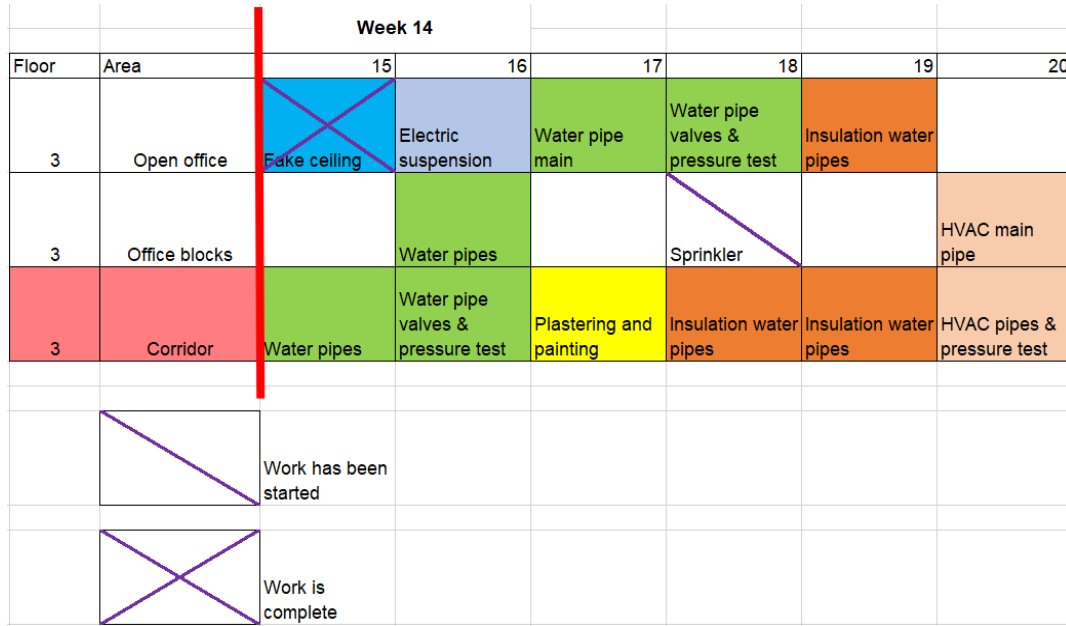 Week 14
Floor Area 15 16 17 18 19 20
3 Open office
Fake ceiling
Electric
suspension
Water pipe
main
Water pipe
valves &
pressure test
Insulation water
pipes
3 Office blocks
Water pipes
Sprinkler
HVAC main
pipe
3 Corridor
Water pipes
Water pipe
valves &
pressure test
Plastering and
painting
Insulation water
pipes
Insulation water
pipes
HVAC pipes &
pressure test
Work has been
started
Work is
complete